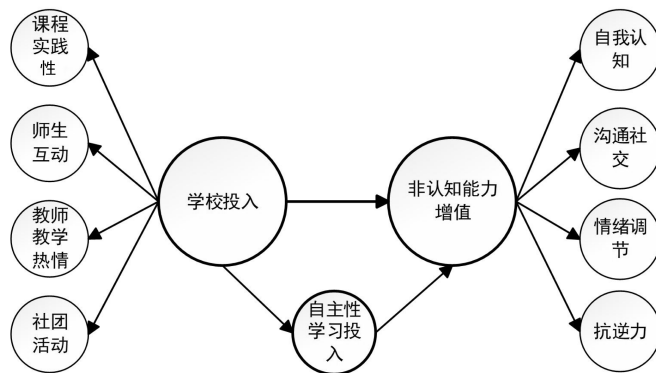 课程
实践
性
师生
互动
教师
教学
热情
社团
活动
学校投入
自主性
学习投
入
非认知能力
增值
自我认
知
沟通社
交
情绪调
节
抗逆力